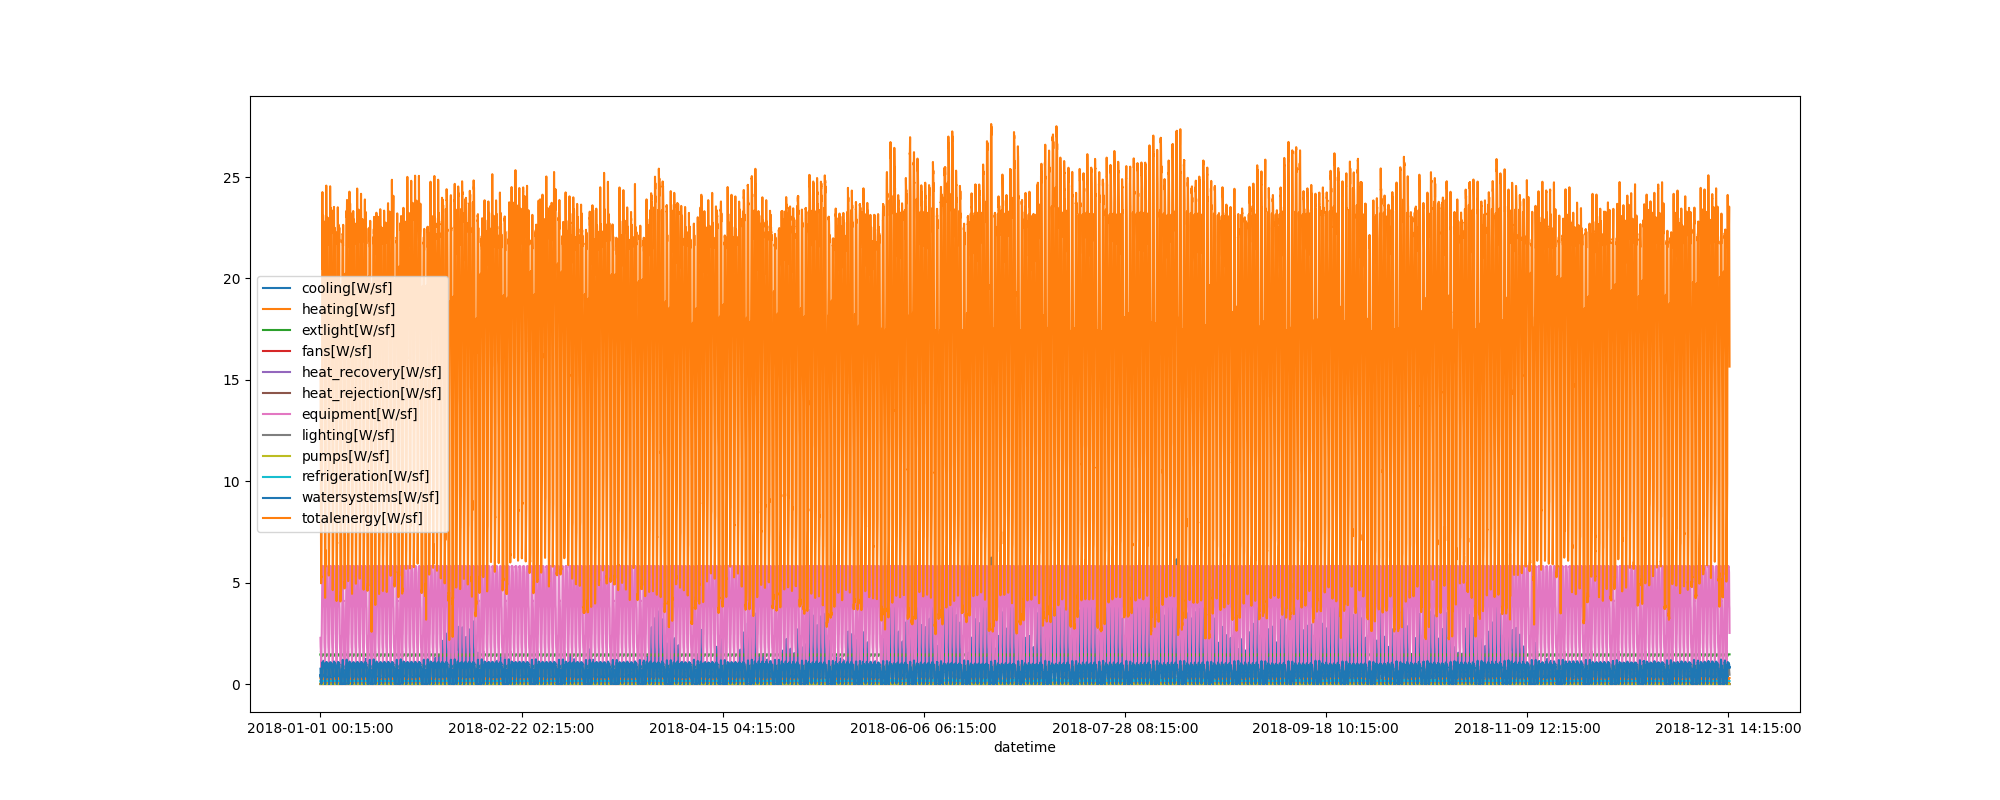 25
20
15
10
5
0
cooling[W/sf]
heating[W/sf]
extlight[W/sf]
fans[W/sf]
heat_recovery[W/sf]
heat_rejection[W/sf]
equipment[W/sf]
lighting[W/sf]
pumps[W/sf]
refrigeration[W/sf]
watersystems[W/sf]
totalenergy[W/sf]
2018-01-01 00:15:00 2018-02-22 02:15:00 2018-04-15 04:15:00 2018-06-06 06:15:00 2018-07-28 08:15:00 2018-09-18 10:15:00 2018-11-09 12:15:00 2018-12-31 14:15:00
datetime